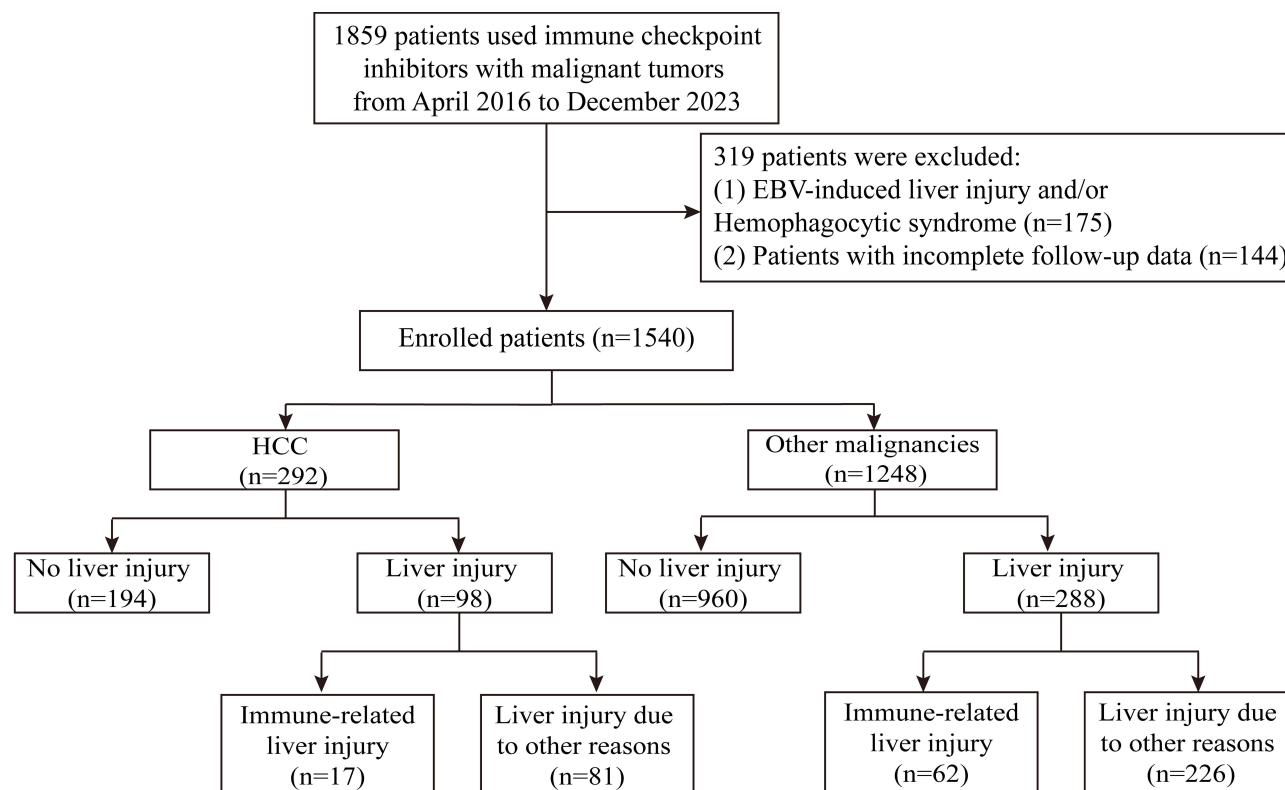 1859 patients used immune checkpoint
inhibitors with malignant tumors
from April 2016 to December 2023
319 patients were excluded:
(1) EBV-induced liver injury and/or
Hemophagocytic syndrome (n=175)
(2) Patients with incomplete follow-up data (n=144)
Enrolled patients (n=1540)
HCC
(n=292)
Other malignancies
(n=1248)
No liver injury
(n=194)
Liver injury
(n=98)
No liver injury
(n=960)
Liver injury
(n=288)
Immune-related
liver injury
(n=17)
Liver injury due
to other reasons
(n=81)
Immune-related
liver injury
(n=62)
Liver injury due
to other reasons
(n=226)